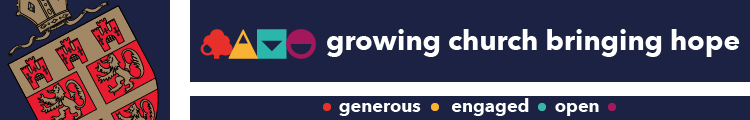 growing church bringing hope
generous engaged open